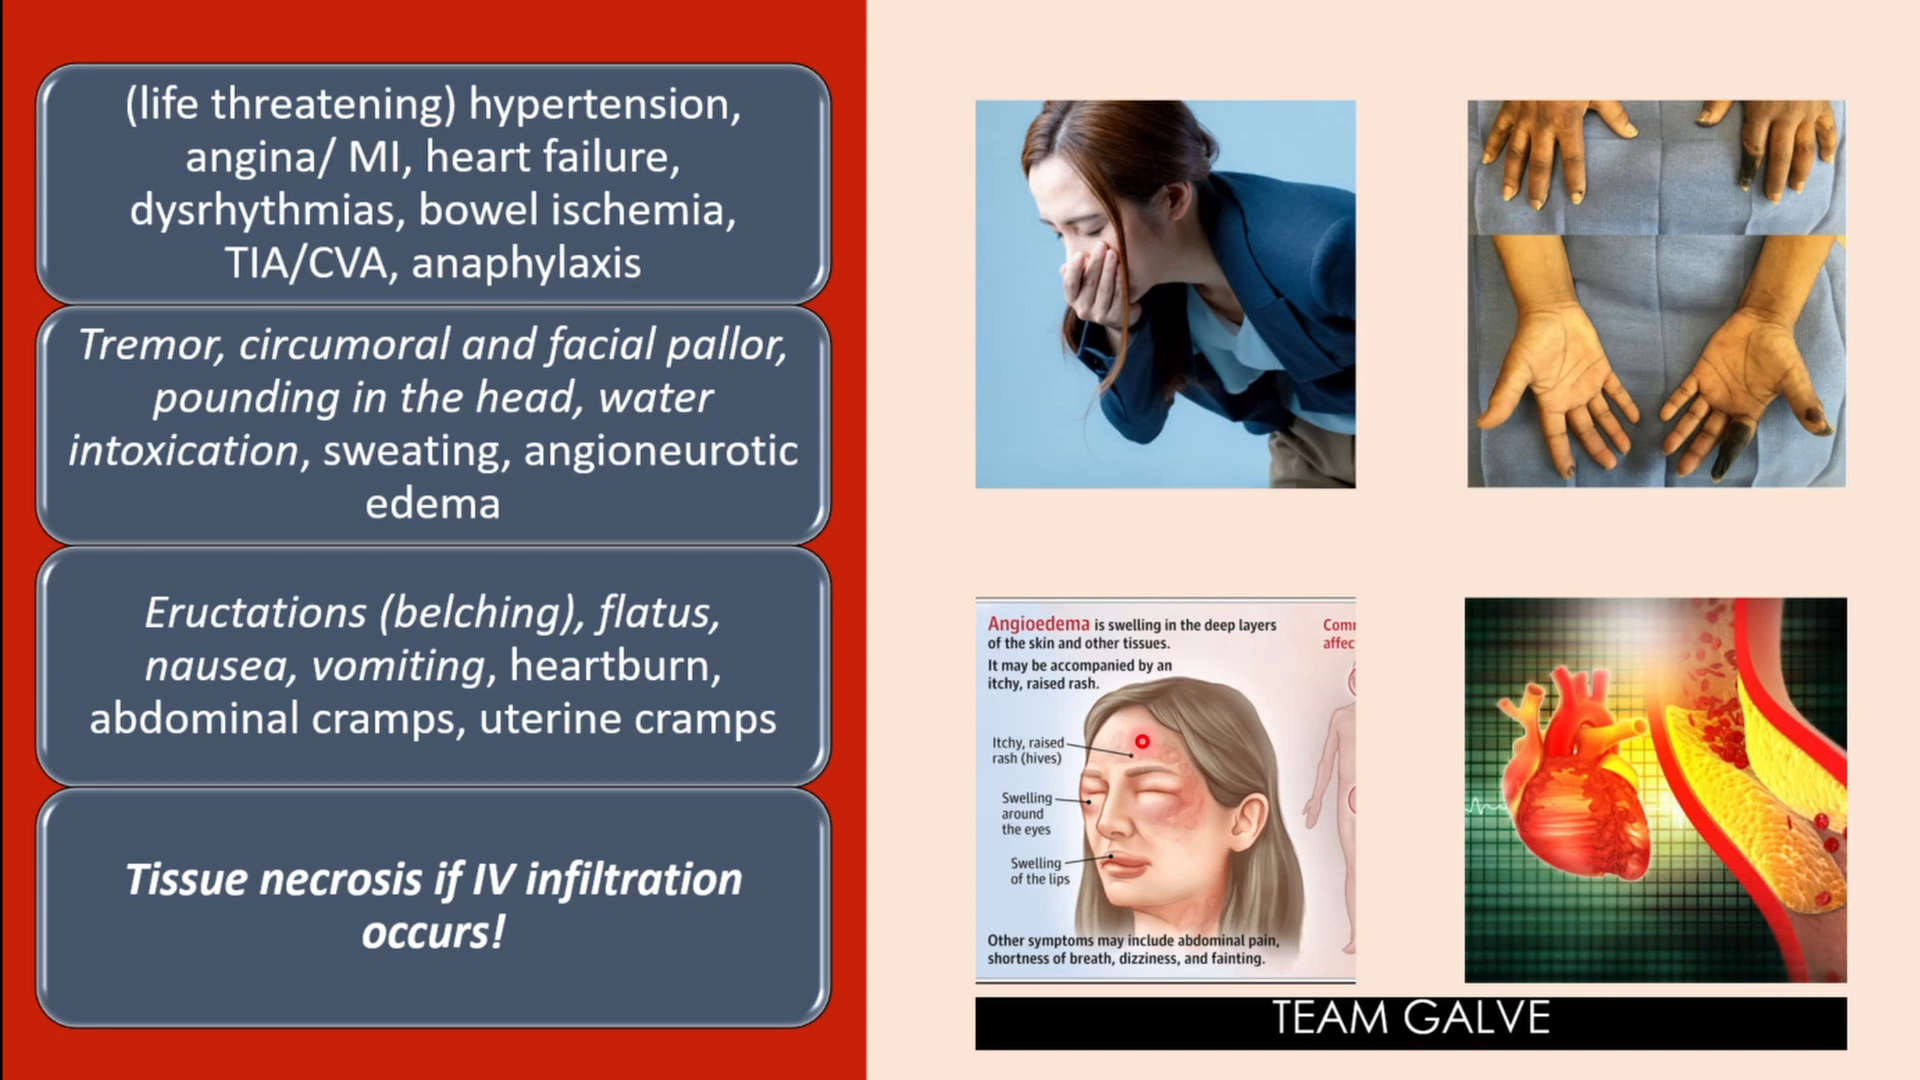 (life threatening) hypertension,
angina/ MI, heart failure,
dysrhythmias, bowel ischemia,
TIA/CVA, anaphylaxis
Tremor, circumoral and facial pallor,
pounding in the head, water
intoxication, sweating, angioneurotic
edema
Eructations (belching), flatus,
nausea, vomiting, heartburn,
abdominal cramps, uterine cramps
Tissue necrosis if IV infiltration
occurs!
Angioedema is swelling in the deep layers
of the skin and other tissues.
It may be accompanied by an
itchy, raised rash.
Itchy, raised
rash (hives)
Swelling
around
the eyes
Swelling
of the lips
Other symptoms may include abdominal pain,
shortness of breath, dizziness, and fainting.
TEAM GALVE